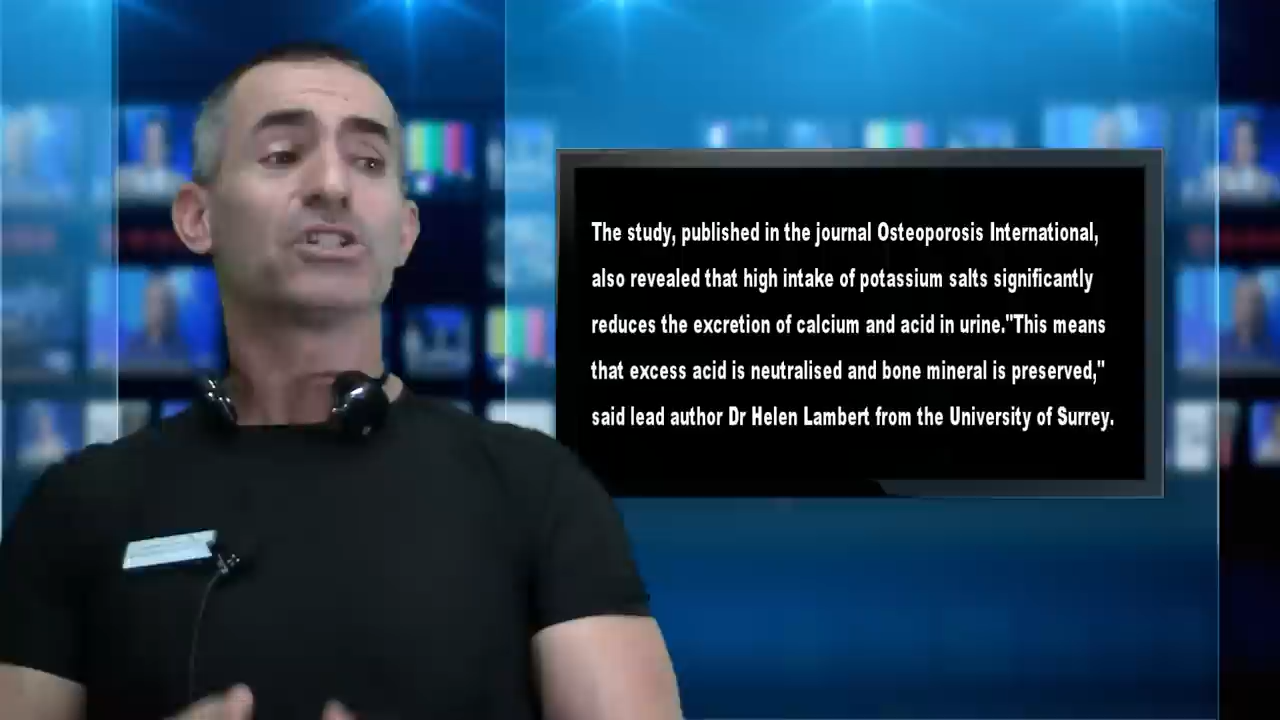 The study, published in the journal Osteoporosis International,
also revealed that high intake of potassium salts significantly
reduces the excretion of calcium and acid in urine."This means
that excess acid is neutralised and bone mineral is preserved,"
said lead author Dr Helen Lambert from the University of Surrey.